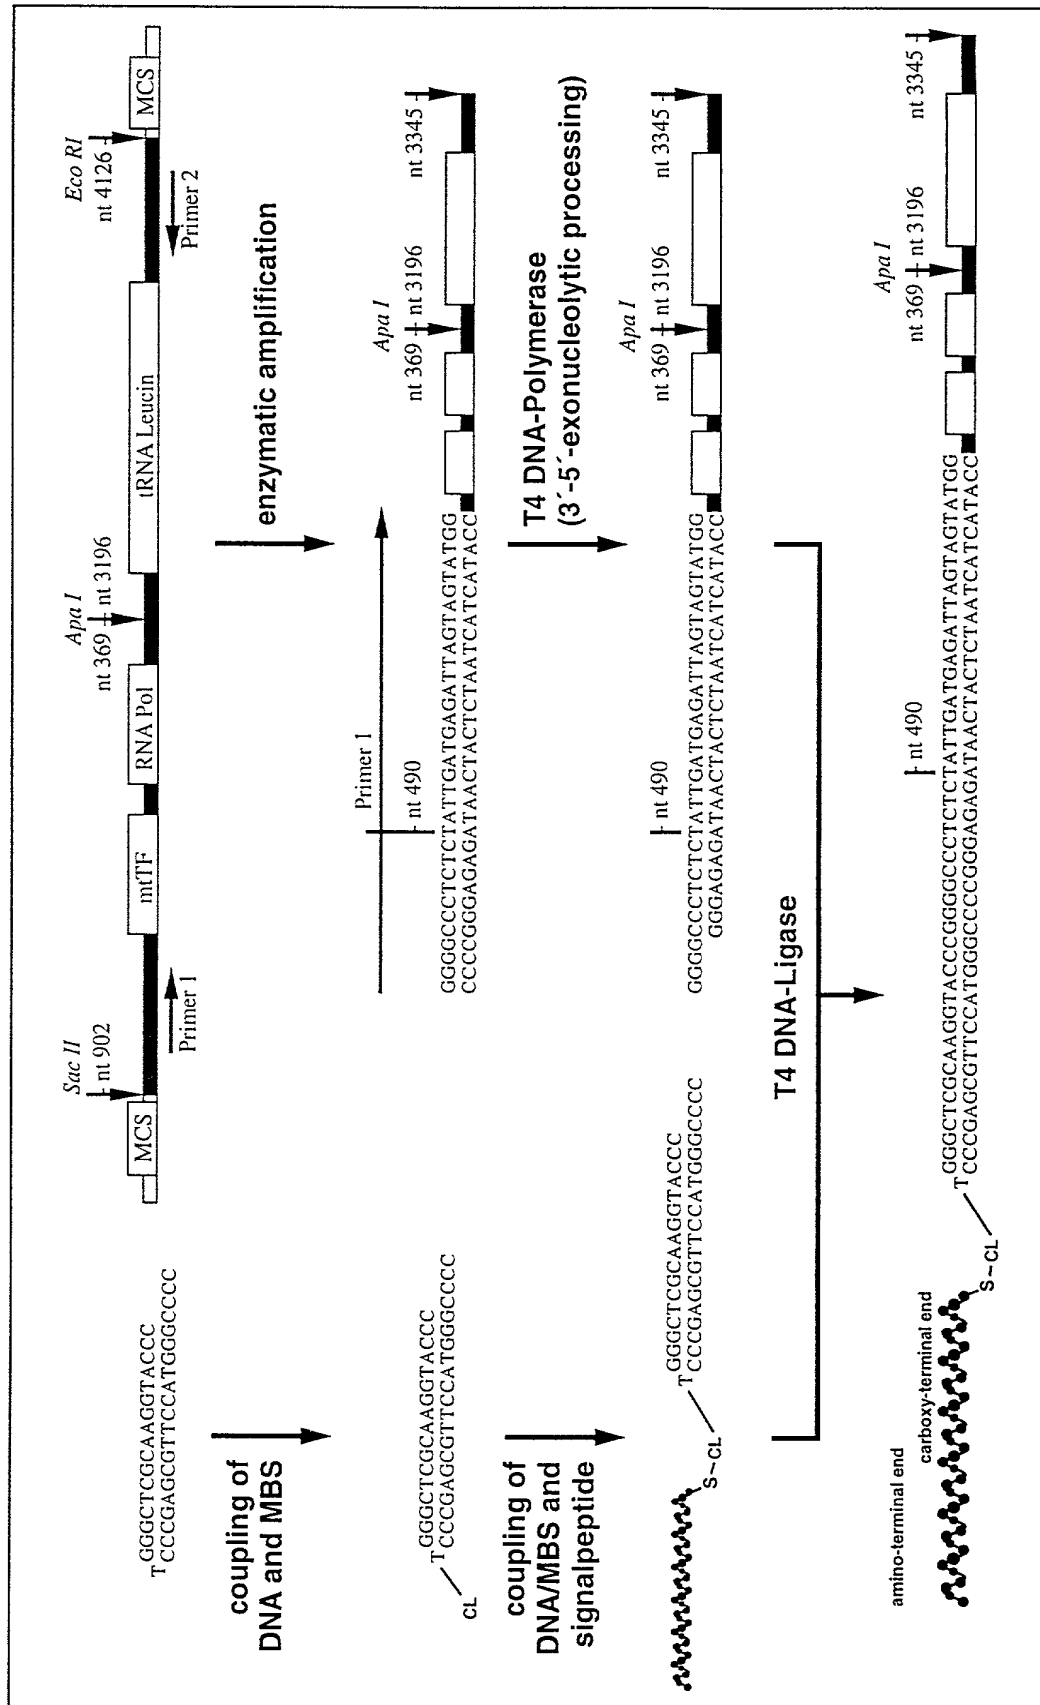 Sac II
nt 902
Apa I
nt 369
nt 3196
Eco RI
nt 4126
MCS
mtTF
RNA Pol
tRNA Leucin
MCS
Primer 1
Primer 2
T
GGGCTCGCAAGGTACCC
CCCGAGCGTTCCATGGGCCCC
coupling of
DNA and MBS
enzymatic amplification
Primer 1
nt 490
Apa I
nt 369
nt 3196
nt 3345
CL
T
GGGCTCGCAAGGTACCC
CCCGAGCGTTCCATGGGCCCC
GGGGCCCTCTCTATTGATGAGATTAGTAGTATGG
CCCCGGGAGAGATAACTACTCTAATCATCATACC
coupling of
DNA/MBS and
signalpeptide
T4 DNA-Polymerase
(3´-5´-exonucleolytic processing)
nt 490
Apa I
nt 369
nt 3196
nt 3345
S-CL
T
GGGCTCGCAAGGTACCC
CCCGAGCGTTCCATGGGCCCC
GGGGCCCTCTCTATTGATGAGATTAGTAGTATGG
GGGAGAGATAACTACTCTAATCATCATACC
T4 DNA-Ligase
amino-terminal end
carboxy-terminal end
nt 490
Apa I
nt 369
nt 3196
nt 3345
S-CL
T
GGGCTCGCAAGGTACCCGGGGCCCTCTCTATTGATGAGATTAGTAGTATGG
CCCGAGCGTTCCATGGGCCCCGGGAGAGATAACTACTCTAATCATCATACC